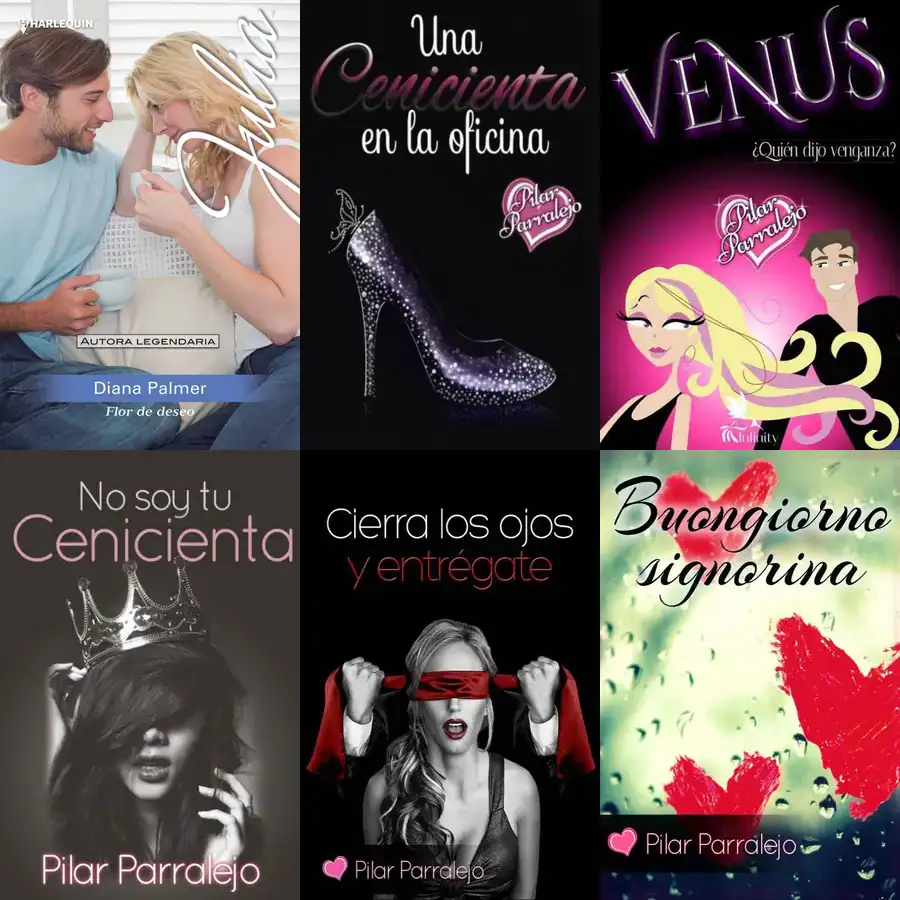 HARLEQUIN
Julia
AUTORA LEGENDARIA
Diana Palmer
Flor de deseo
Una
Cenicienta
en la oficina
Pilar
Parralejo
VENUS
¿Quién dijo venganza?
Pilar
Parralejo
Infinity
No soy tu
Cenicienta
Pilar Parralejo
Cierra los ojos
y entrégate
Pilar Parralejo
Buongiorno
signorina
Pilar Parralejo